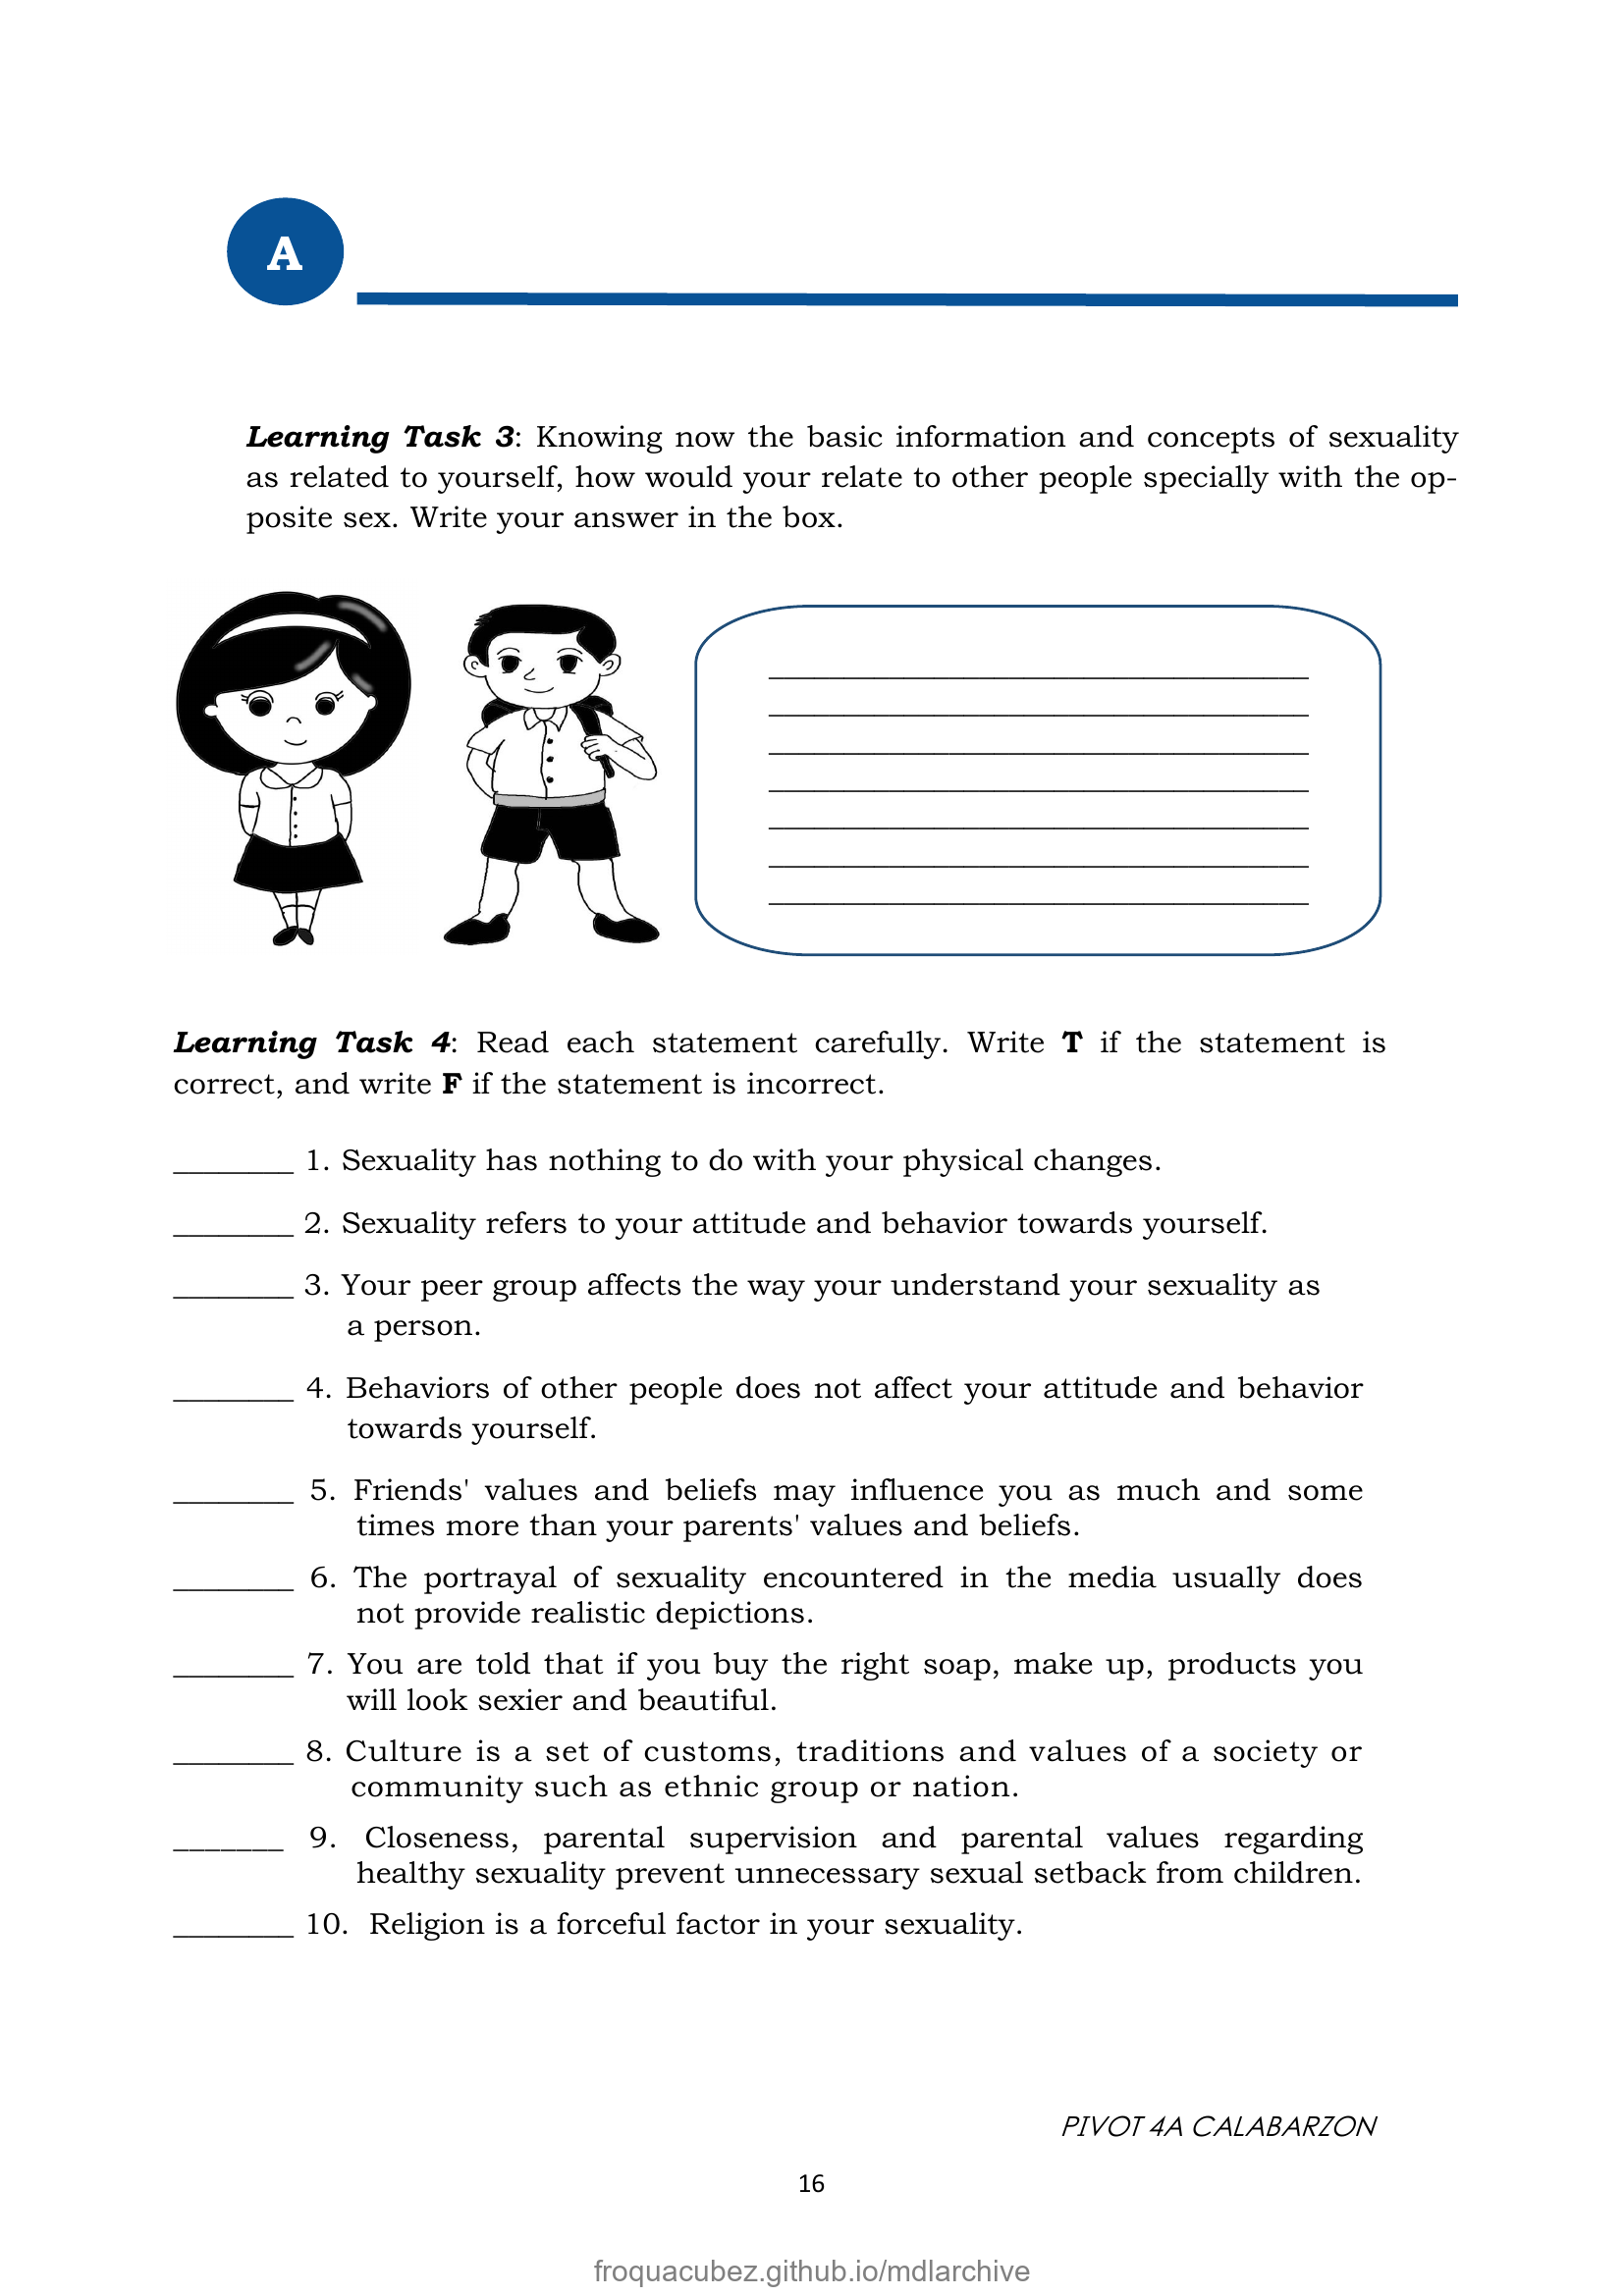 A
Learning Task 3: Knowing now the basic information and concepts of sexuality
as related to yourself, how would your relate to other people specially with the op-
posite sex. Write your answer in the box.
Learning Task 4: Read each statement carefully. Write T if the statement is
correct, and write F if the statement is incorrect.
________ 1. Sexuality has nothing to do with your physical changes.
________ 2. Sexuality refers to your attitude and behavior towards yourself.
________ 3. Your peer group affects the way your understand your sexuality as
a person.
________ 4. Behaviors of other people does not affect your attitude and behavior
towards yourself.
________ 5. Friends' values and beliefs may influence you as much and some
times more than your parents' values and beliefs.
________ 6. The portrayal of sexuality encountered in the media usually does
not provide realistic depictions.
________ 7. You are told that if you buy the right soap, make up, products you
will look sexier and beautiful.
________ 8. Culture is a set of customs, traditions and values of a society or
community such as ethnic group or nation.
_______ 9. Closeness, parental supervision and parental values regarding
healthy sexuality prevent unnecessary sexual setback from children.
________ 10. Religion is a forceful factor in your sexuality.
PIVOT 4A CALABARZON
16
froquacubez.github.io/mdlarchive